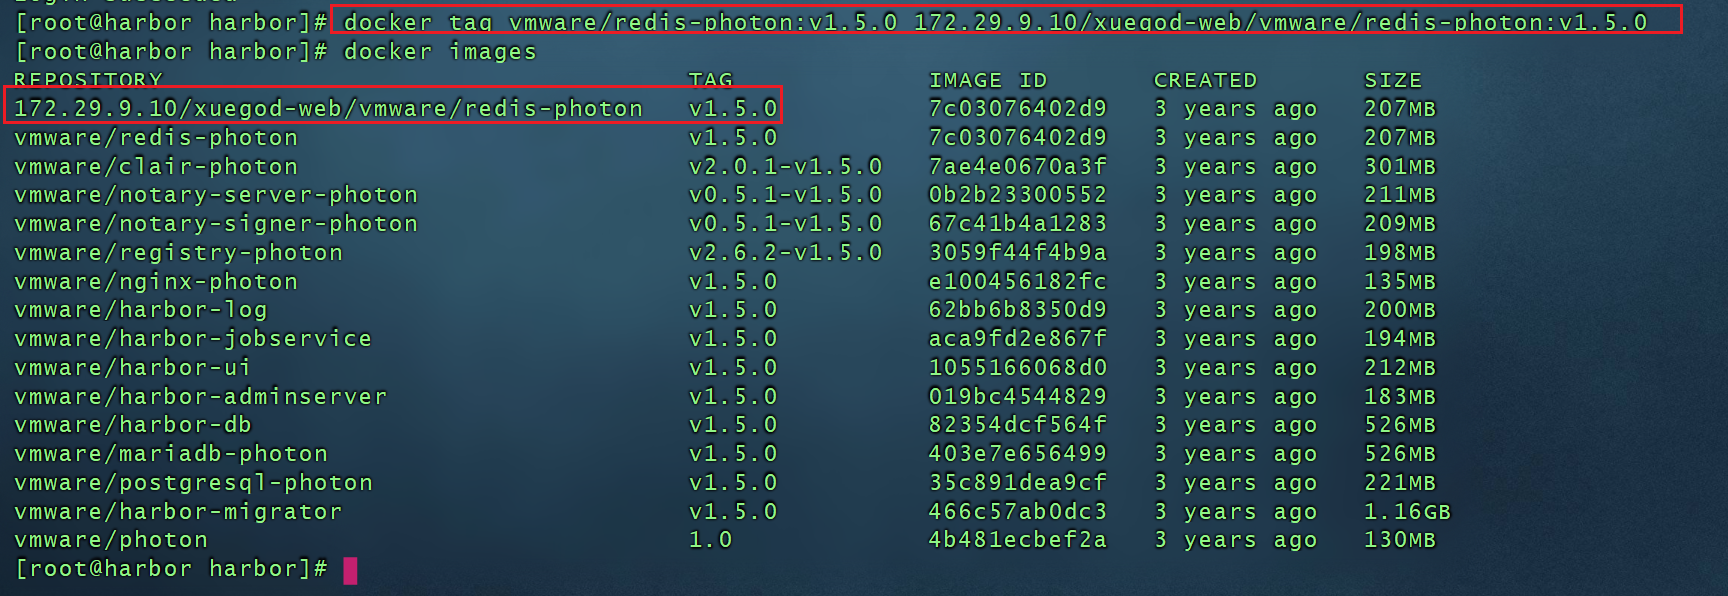 [root@harbor harbor]# docker tag vmware/redis-photon:v1.5.0 172.29.9.10/xuegod-web/vmware/redis-photon:v1.5.0
[root@harbor harbor]# docker images
REPOSITORY TAG IMAGE ID CREATED SIZE
172.29.9.10/xuegod-web/vmware/redis-photon v1.5.0 7c03076402d9 3 years ago 207MB
vmware/redis-photon v1.5.0 7c03076402d9 3 years ago 207MB
vmware/clair-photon v2.0.1-v1.5.0 7ae4e0670a3f 3 years ago 301MB
vmware/notary-server-photon v0.5.1-v1.5.0 0b2b23300552 3 years ago 211MB
vmware/notary-signer-photon v0.5.1-v1.5.0 67c41b4a1283 3 years ago 209MB
vmware/registry-photon v2.6.2-v1.5.0 3059f44f4b9a 3 years ago 198MB
vmware/nginx-photon v1.5.0 e100456182fc 3 years ago 135MB
vmware/harbor-log v1.5.0 62bb6b8350d9 3 years ago 200MB
vmware/harbor-jobservice v1.5.0 aca9fd2e867f 3 years ago 194MB
vmware/harbor-ui v1.5.0 1055166068d0 3 years ago 212MB
vmware/harbor-adminserver v1.5.0 019bc4544829 3 years ago 183MB
vmware/harbor-db v1.5.0 82354dcf564f 3 years ago 526MB
vmware/mariadb-photon v1.5.0 403e7e656499 3 years ago 526MB
vmware/postgresql-photon v1.5.0 35c891dea9cf 3 years ago 221MB
vmware/harbor-migrator v1.5.0 466c57ab0dc3 3 years ago 1.16GB
vmware/photon 1.0 4b481ecbef2a 3 years ago 130MB
[root@harbor harbor]#